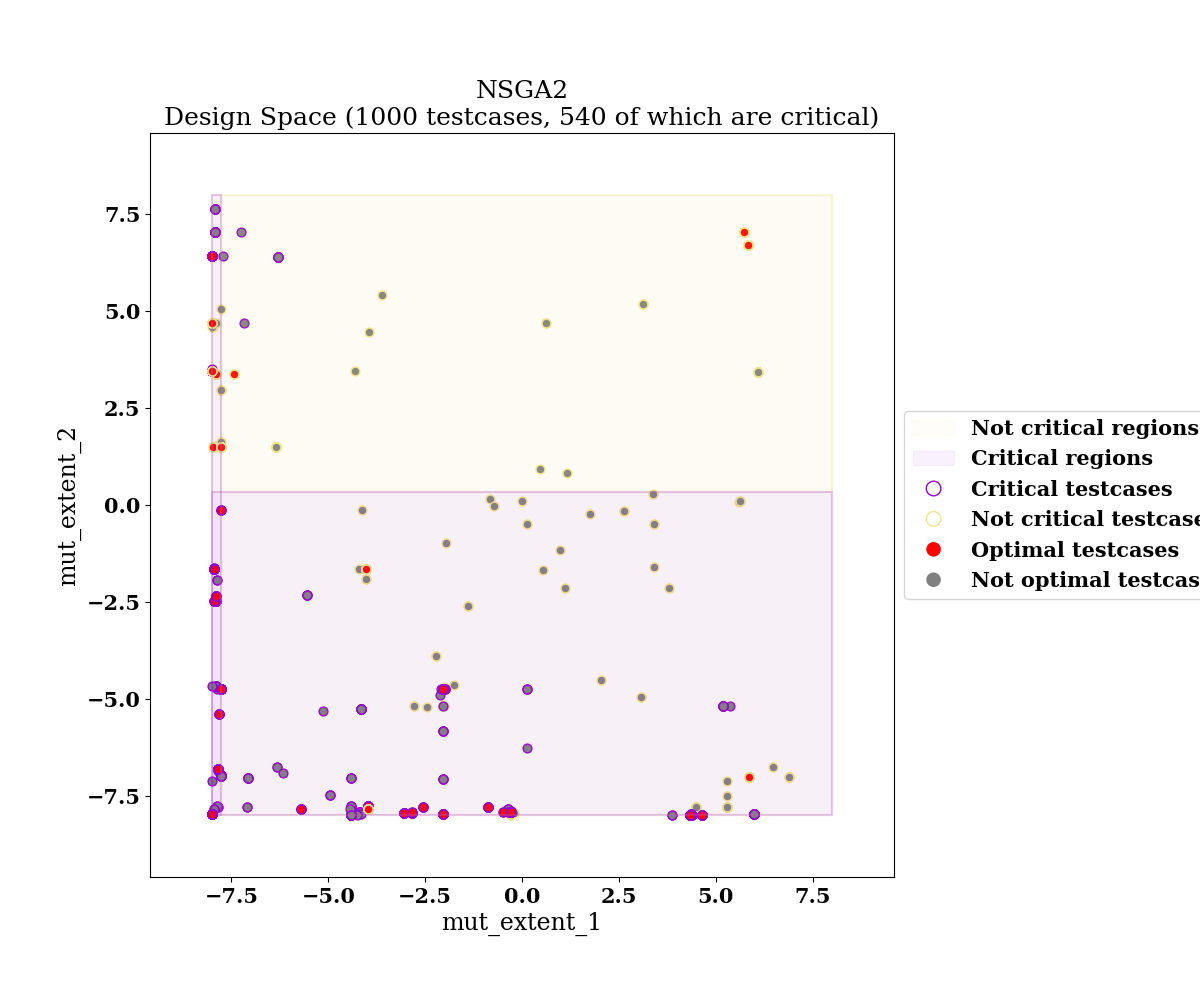 NSGA2
Design Space (1000 testcases, 540 of which are critical)
7.5
5.0
2.5
0.0
−2.5
−5.0
−7.5
mut_extent_2
−7.5 −5.0 −2.5 0.0 2.5 5.0 7.5
mut_extent_1
Not critical regions
Critical regions
Critical testcases
Not critical testcase
Optimal testcases
Not optimal testcas